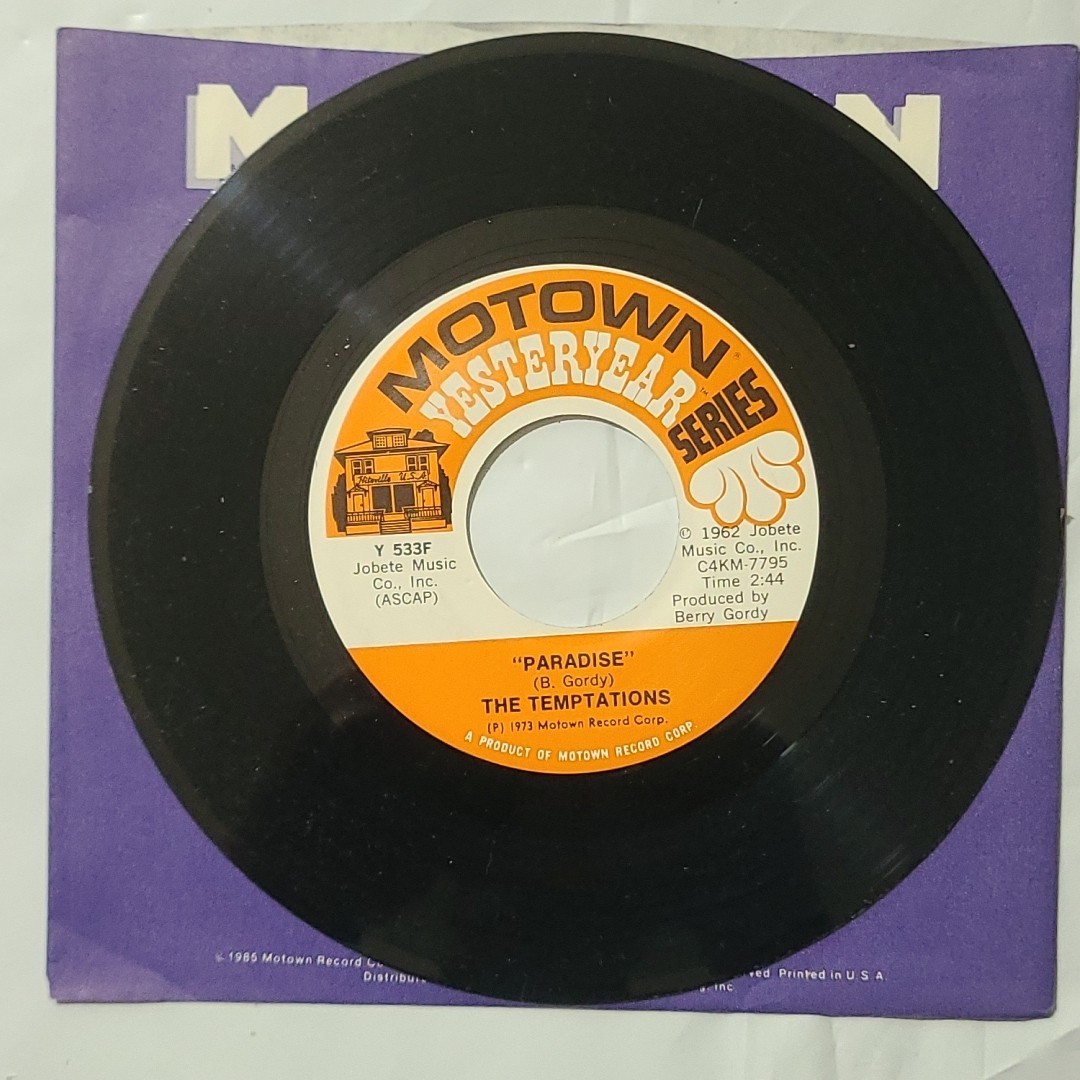 M N
MOTOWN®
YESTERYEAR™
SERIES
Hitsville U.S.A.
Y 533F
Jobete Music
Co., Inc.
(ASCAP)
© 1962 Jobete
Music Co., Inc.
C4KM-7795
Time 2:44
Produced by
Berry Gordy
"PARADISE"
(B. Gordy)
THE TEMPTATIONS
(P) 1973 Motown Record Corp.
A PRODUCT OF MOTOWN RECORD CORP.
1985 Motown Record
Printed in U S A.